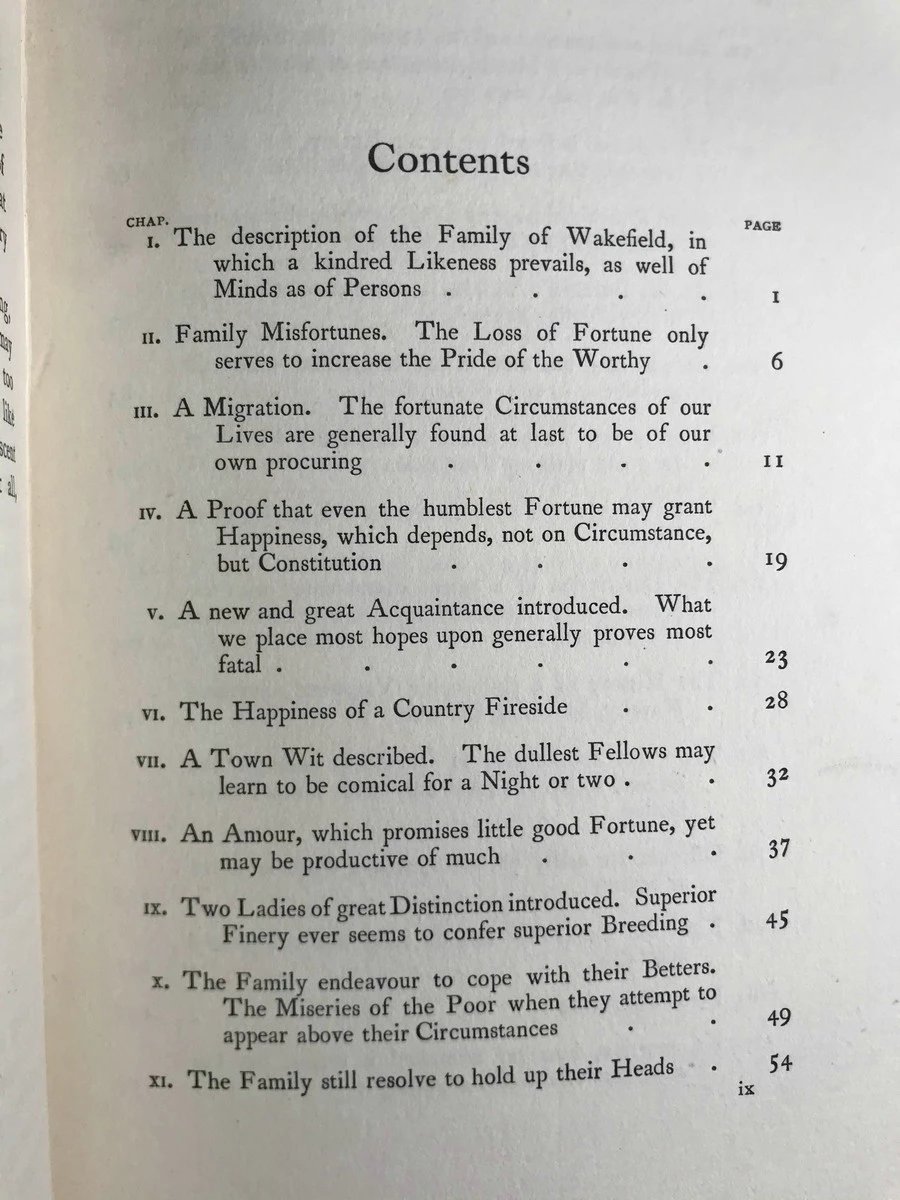 Contents
CHAP. PAGE
I. The description of the Family of Wakefield, in
which a kindred Likeness prevails, as well of
Minds as of Persons . . . . 1
II. Family Misfortunes. The Loss of Fortune only
serves to increase the Pride of the Worthy . 6
III. A Migration. The fortunate Circumstances of our
Lives are generally found at last to be of our
own procuring . . . . 11
IV. A Proof that even the humblest Fortune may grant
Happiness, which depends, not on Circumstance,
but Constitution . . . . 19
V. A new and great Acquaintance introduced. What
we place most hopes upon generally proves most
fatal . . . . . . 23
VI. The Happiness of a Country Fireside . . 28
VII. A Town Wit described. The dullest Fellows may
learn to be comical for a Night or two . . 32
VIII. An Amour, which promises little good Fortune, yet
may be productive of much . . . 37
IX. Two Ladies of great Distinction introduced. Superior
Finery ever seems to confer superior Breeding . 45
X. The Family endeavour to cope with their Betters.
The Miseries of the Poor when they attempt to
appear above their Circumstances . . 49
XI. The Family still resolve to hold up their Heads . 54
ix